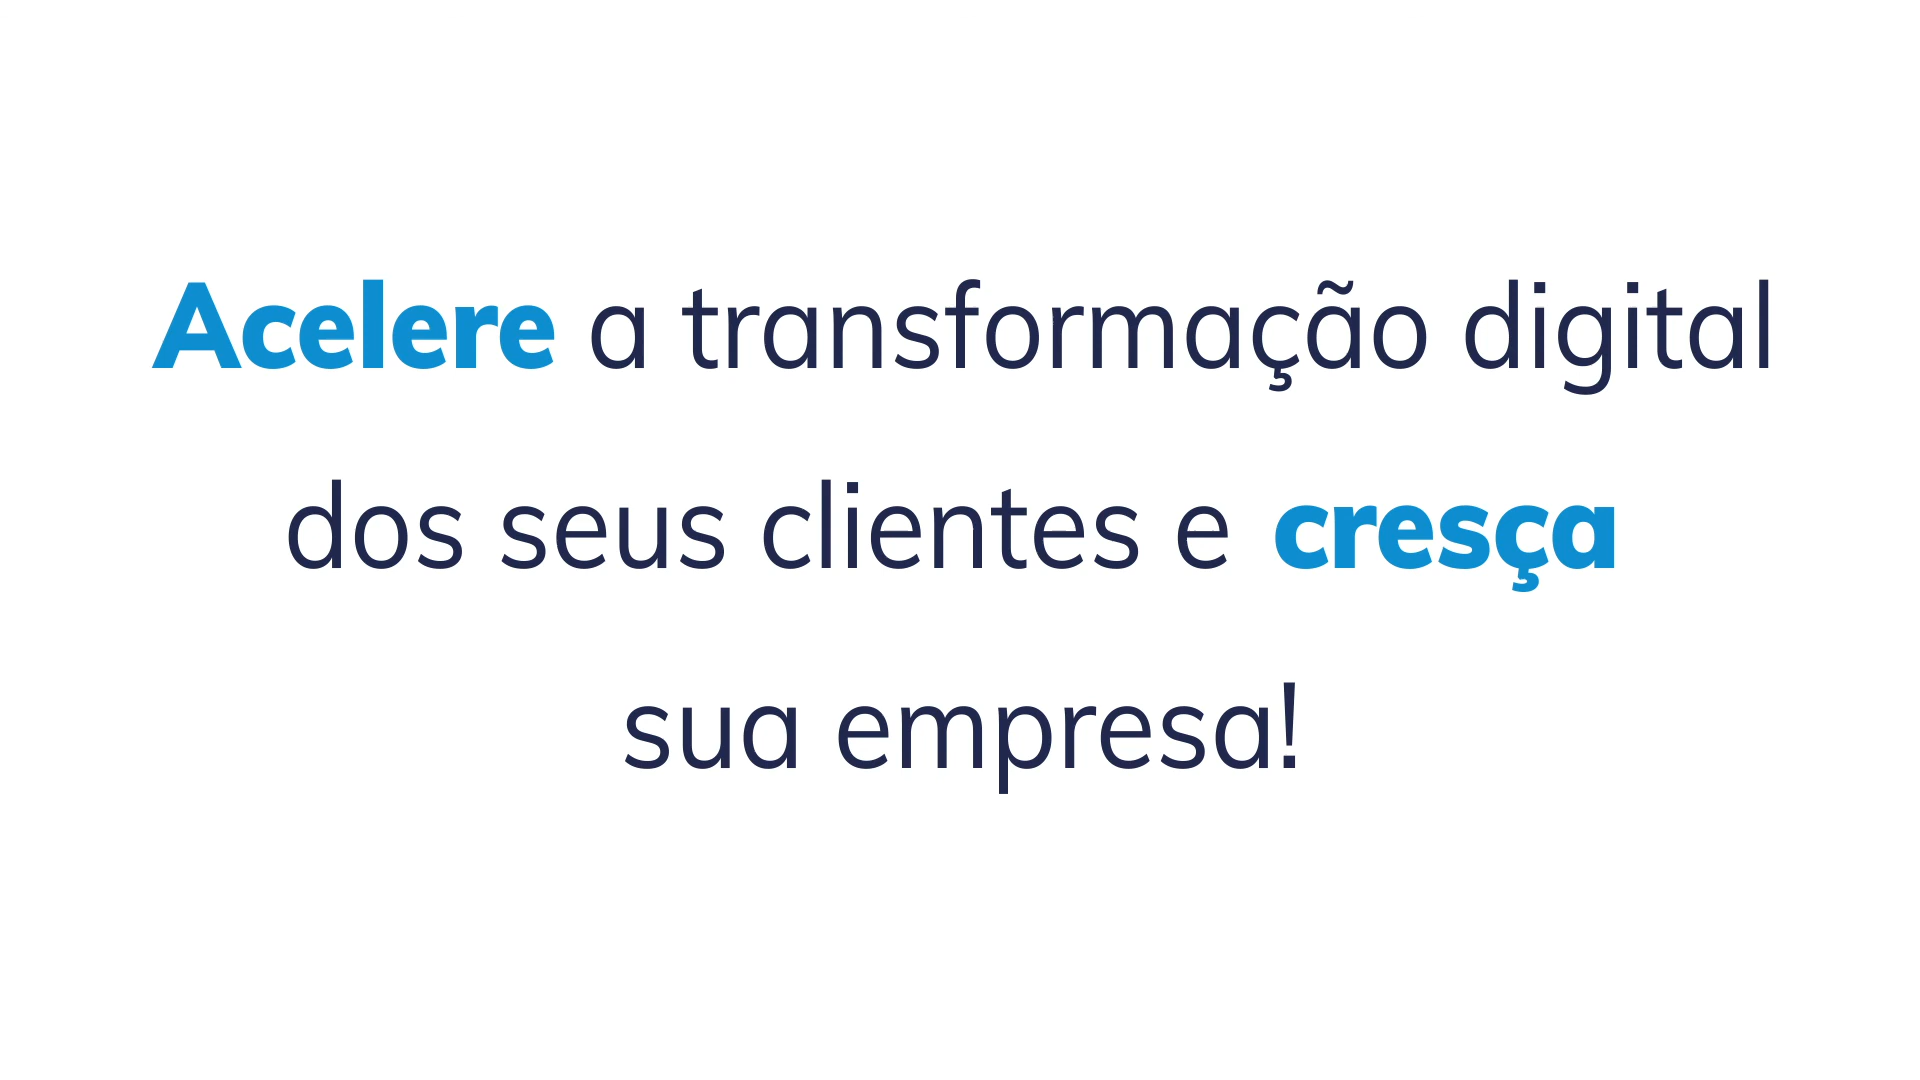 Acelere a transformação digital
dos seus clientes e cresça
sua empresa!